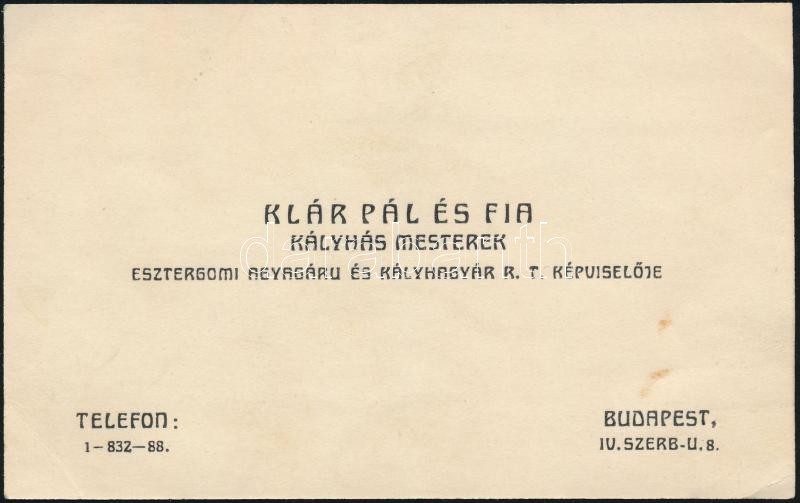 KLÁR PÁL ÉS FIA
KÁLYHÁS MESTEREK
ESZTERGOMI AGYAGÁRU ÉS KÁLYHAGYÁR R. T. KÉPVISELŐJE
darabanth
TELEFON:
1-832-88.
BUDAPEST,
IV. SZERB-U. 8.